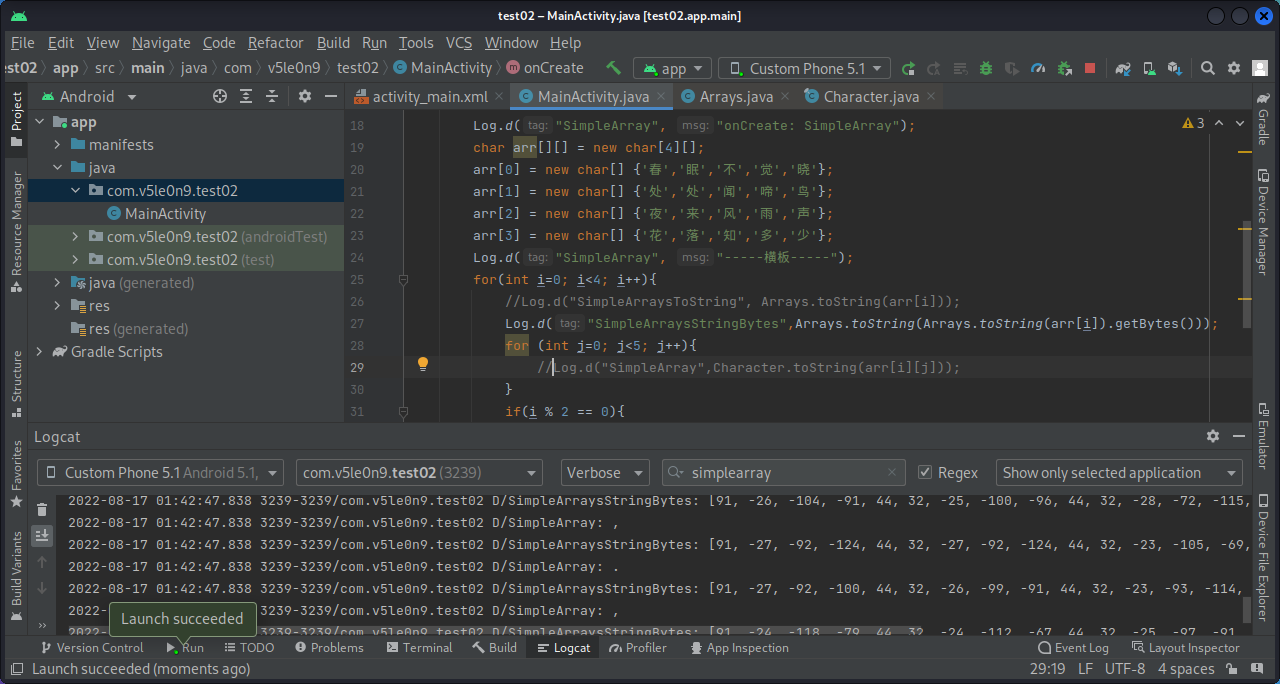 test02 – MainActivity.java [test02.app.main]
File Edit View Navigate Code Refactor Build Run Tools VCS Window Help
st02 app src main java com v5le0n9 test02 MainActivity onCreate app Custom Phone 5.1
Project
Resource Manager
Structure
Favorites
Build Variants
Android
app
manifests
java
com.v5le0n9.test02
MainActivity
com.v5le0n9.test02 (androidTest)
com.v5le0n9.test02 (test)
java (generated)
res
res (generated)
Gradle Scripts
activity_main.xml MainActivity.java Arrays.java Character.java
3
18 Log.d( tag: "SimpleArray", msg: "onCreate: SimpleArray");
19 char arr[][] = new char[4][];
20 arr[0] = new char[] {'春','眠','不','觉','晓'};
21 arr[1] = new char[] {'处','处','闻','啼','鸟'};
22 arr[2] = new char[] {'夜','来','风','雨','声'};
23 arr[3] = new char[] {'花','落','知','多','少'};
24 Log.d( tag: "SimpleArray", msg: "-----横板-----");
25 for(int i=0; i<4; i++){
26 //Log.d("SimpleArraysToString", Arrays.toString(arr[i]));
27 Log.d( tag: "SimpleArraysStringBytes",Arrays.toString(Arrays.toString(arr[i]).getBytes()));
28 for (int j=0; j<5; j++){
29 //Log.d("SimpleArray",Character.toString(arr[i][j]));
30 }
31 if(i % 2 == 0){
Gradle
Device Manager
Emulator
Device File Explorer
Logcat
Custom Phone 5.1 Android 5.1, com.v5le0n9.test02 (3239) Verbose simplearray Regex Show only selected application
2022-08-17 01:42:47.838 3239-3239/com.v5le0n9.test02 D/SimpleArraysStringBytes: [91, -26, -104, -91, 44, 32, -25, -100, -96, 44, 32, -28, -72, -115,
2022-08-17 01:42:47.838 3239-3239/com.v5le0n9.test02 D/SimpleArray: ,
2022-08-17 01:42:47.838 3239-3239/com.v5le0n9.test02 D/SimpleArraysStringBytes: [91, -27, -92, -124, 44, 32, -27, -92, -124, 44, 32, -23, -105, -69,
2022-08-17 01:42:47.838 3239-3239/com.v5le0n9.test02 D/SimpleArray: .
2022-08-17 01:42:47.838 3239-3239/com.v5le0n9.test02 D/SimpleArraysStringBytes: [91, -27, -92, -100, 44, 32, -26, -99, -91, 44, 32, -23, -93, -114,
2022- 3239-3239/com.v5le0n9.test02 D/SimpleArray: ,
2022- 3239-3239/com.v5le0n9.test02 D/SimpleArraysStringBytes: [91, -24, -118, -79, 44, 32, -24, -112, -67, 44, 32, -25, -97, -91,
Launch succeeded
Version Control Run TODO Problems Terminal Build Logcat Profiler App Inspection Event Log Layout Inspector
Launch succeeded (moments ago) 29:19 LF UTF-8 4 spaces